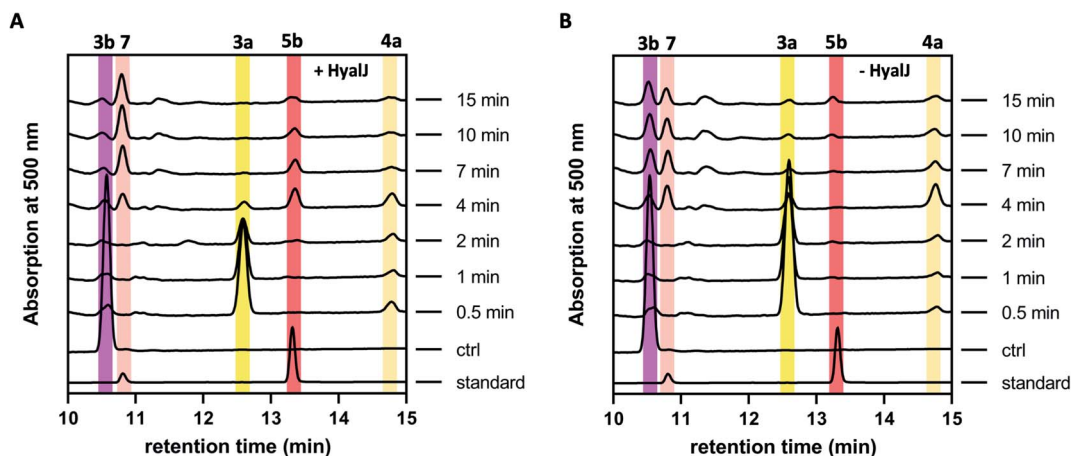 A
3b 7 3a 5b 4a
+ HyalJ
15 min
10 min
7 min
4 min
2 min
1 min
0.5 min
ctrl
standard
Absorption at 500 nm
10 11 12 13 14 15
retention time (min)
B
3b 7 3a 5b 4a
- HyalJ
15 min
10 min
7 min
4 min
2 min
1 min
0.5 min
ctrl
standard
Absorption at 500 nm
10 11 12 13 14 15
retention time (min)